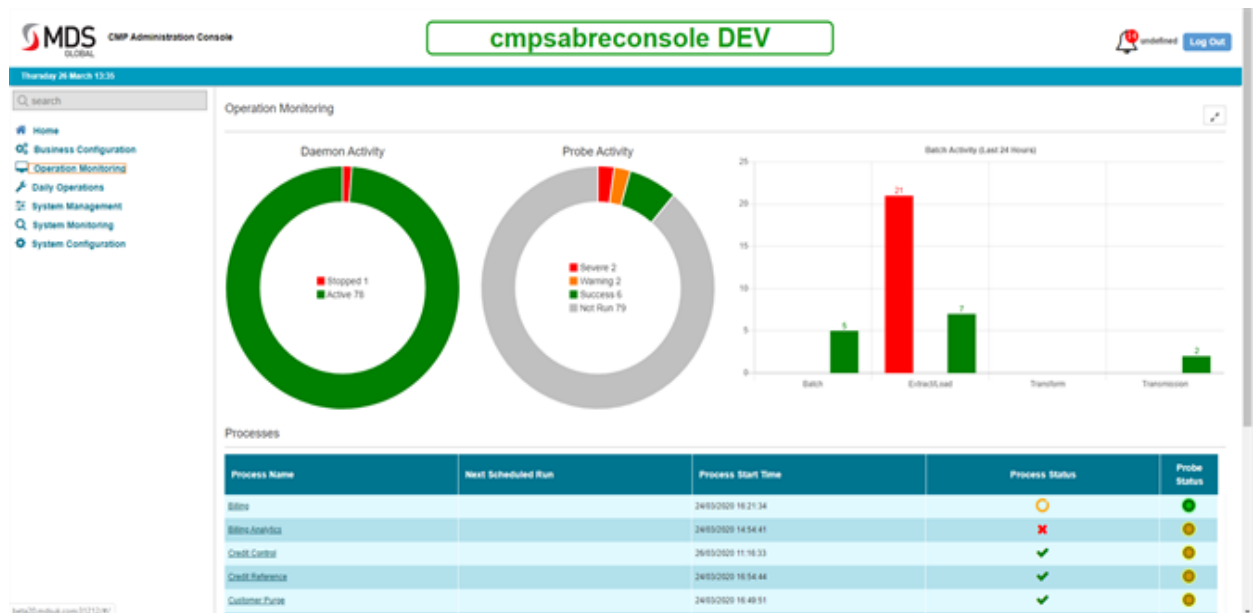 MDS
GLOBAL
CMP Administration Console
cmpsabreconsole DEV
14
undefined
Log Out
Thursday 26 March 13:35
search
Home
Business Configuration
Operation Monitoring
Daily Operations
System Management
System Monitoring
System Configuration
Operation Monitoring
Daemon Activity
Stopped 1
Active 78
Probe Activity
Severe 2
Warning 2
Success 6
Not Run 79
Batch Activity (Last 24 Hours)
25
20
15
10
5
0
5
21
7
2
Batch
Extract/Load
Transform
Transmission
Processes
Process Name Next Scheduled Run Process Start Time Process Status Probe Status
Billing 24/03/2020 16:21:34
Billing Analytics 24/03/2020 14:54:41
Credit Control 26/03/2020 11:16:33
Credit Reference 24/03/2020 16:54:44
Customer Purge 24/03/2020 16:49:51